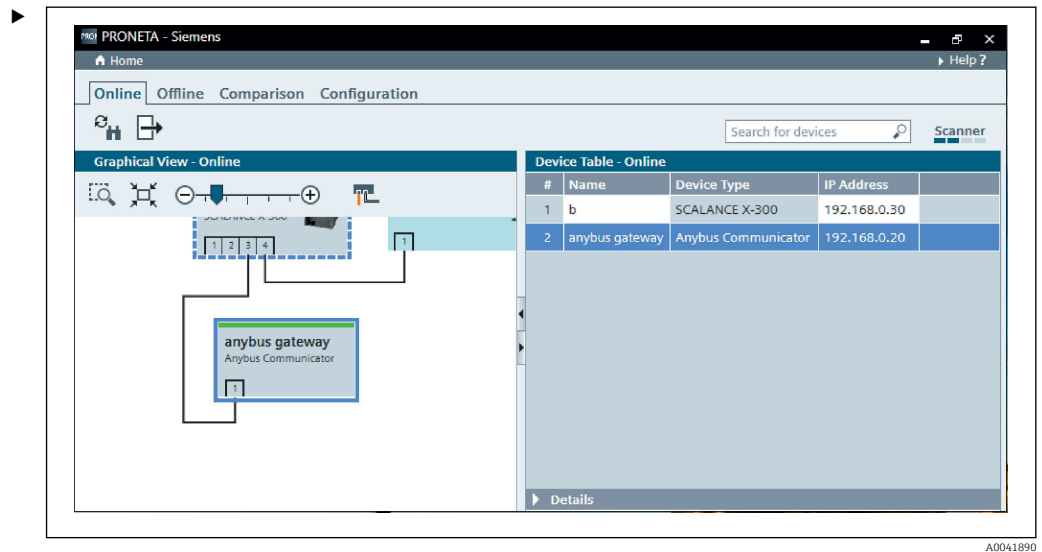 PRONETA - Siemens
Home
Help ?
Online Offline Comparison Configuration
Search for devices
Scanner
Graphical View - Online
Device Table - Online
# Name Device Type IP Address
1 b SCALANCE X-300 192.168.0.30
2 anybus gateway Anybus Communicator 192.168.0.20
SCALANCE X-300
1 2 3 4
1
anybus gateway
Anybus Communicator
1
Details
A0041890